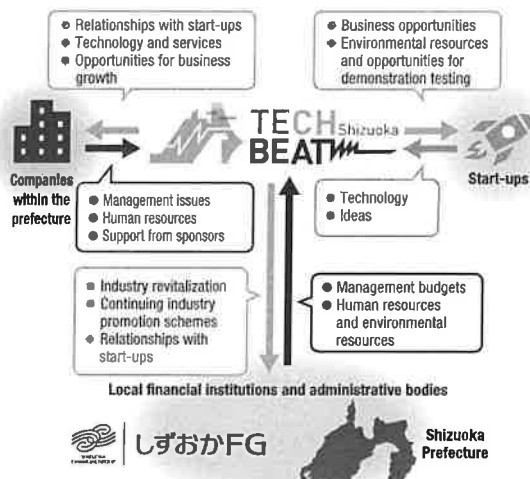 ● Relationships with start-ups
◆ Technology and services
● Opportunities for business
growth
● Business opportunities
◆ Environmental resources
and opportunities for
demonstration testing
TECH
Shizuoka
BEAT
Companies
within the
prefecture
Start-ups
● Management issues
● Human resources
● Support from sponsors
● Technology
● Ideas
■ Industry revitalization
■ Continuing industry
promotion schemes
◆ Relationships with
start-ups
● Management budgets
● Human resources
and environmental
resources
Local financial institutions and administrative bodies
しずおかFG
Shizuoka
Prefecture